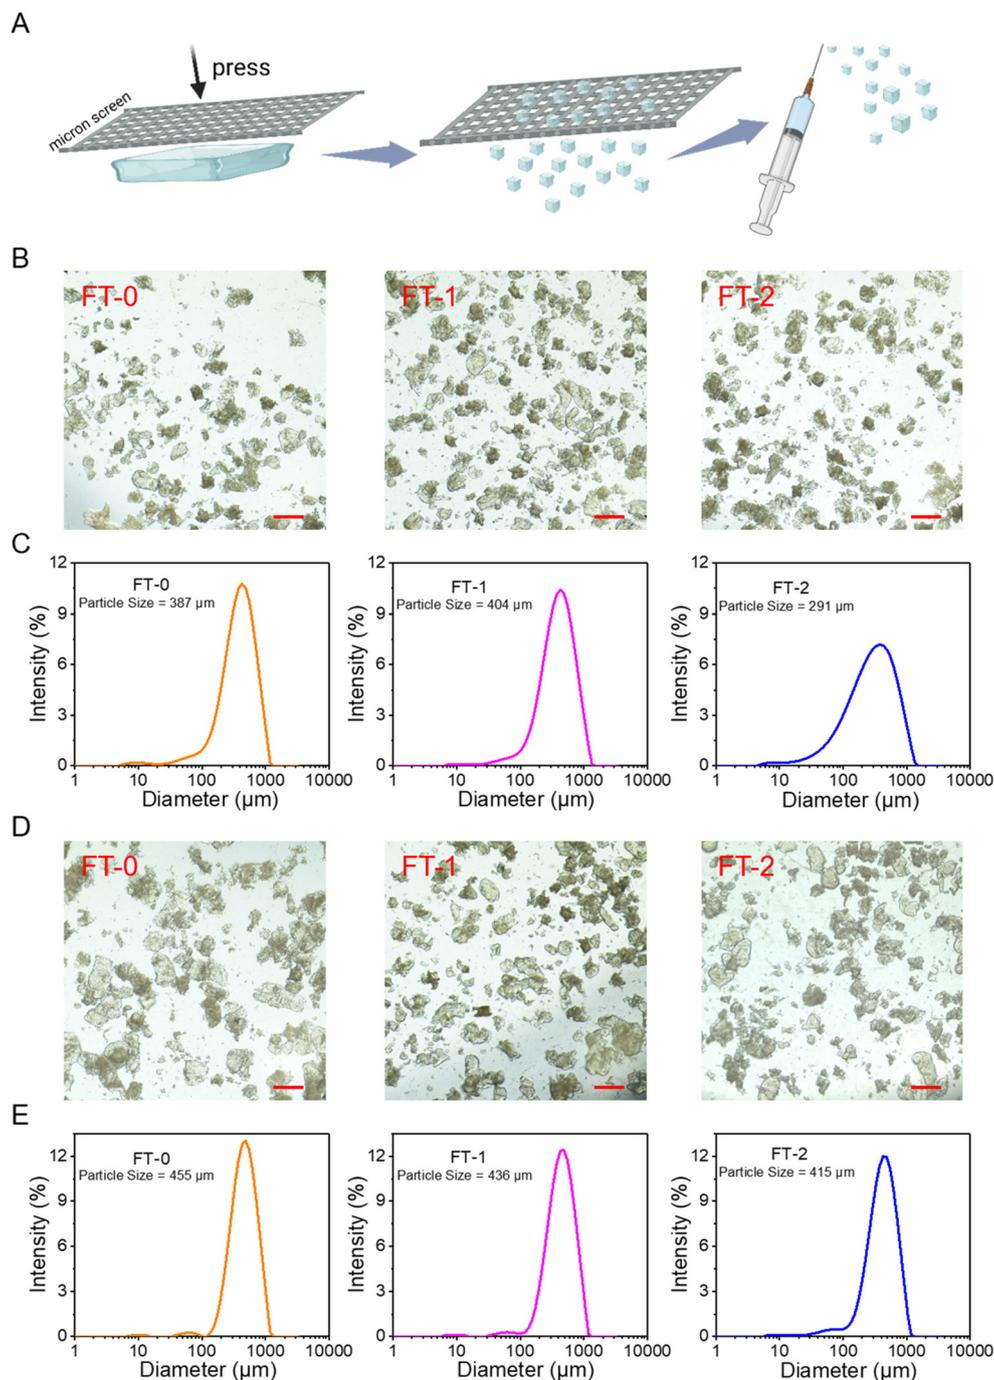 A
press
micron screen
B
FT-0
FT-1
FT-2
C
12
9
6
3
0
Intensity (%)
FT-0
Particle Size = 387 µm
1
10
100
1000
10000
Diameter (µm)
12
9
6
3
0
Intensity (%)
FT-1
Particle Size = 404 µm
1
10
100
1000
10000
Diameter (µm)
12
9
6
3
0
Intensity (%)
FT-2
Particle Size = 291 µm
1
10
100
1000
10000
Diameter (µm)
D
FT-0
FT-1
FT-2
E
12
9
6
3
0
Intensity (%)
FT-0
Particle Size = 455 µm
1
10
100
1000
10000
Diameter (µm)
12
9
6
3
0
Intensity (%)
FT-1
Particle Size = 436 µm
1
10
100
1000
10000
Diameter (µm)
12
9
6
3
0
Intensity (%)
FT-2
Particle Size = 415 µm
1
10
100
1000
10000
Diameter (µm)